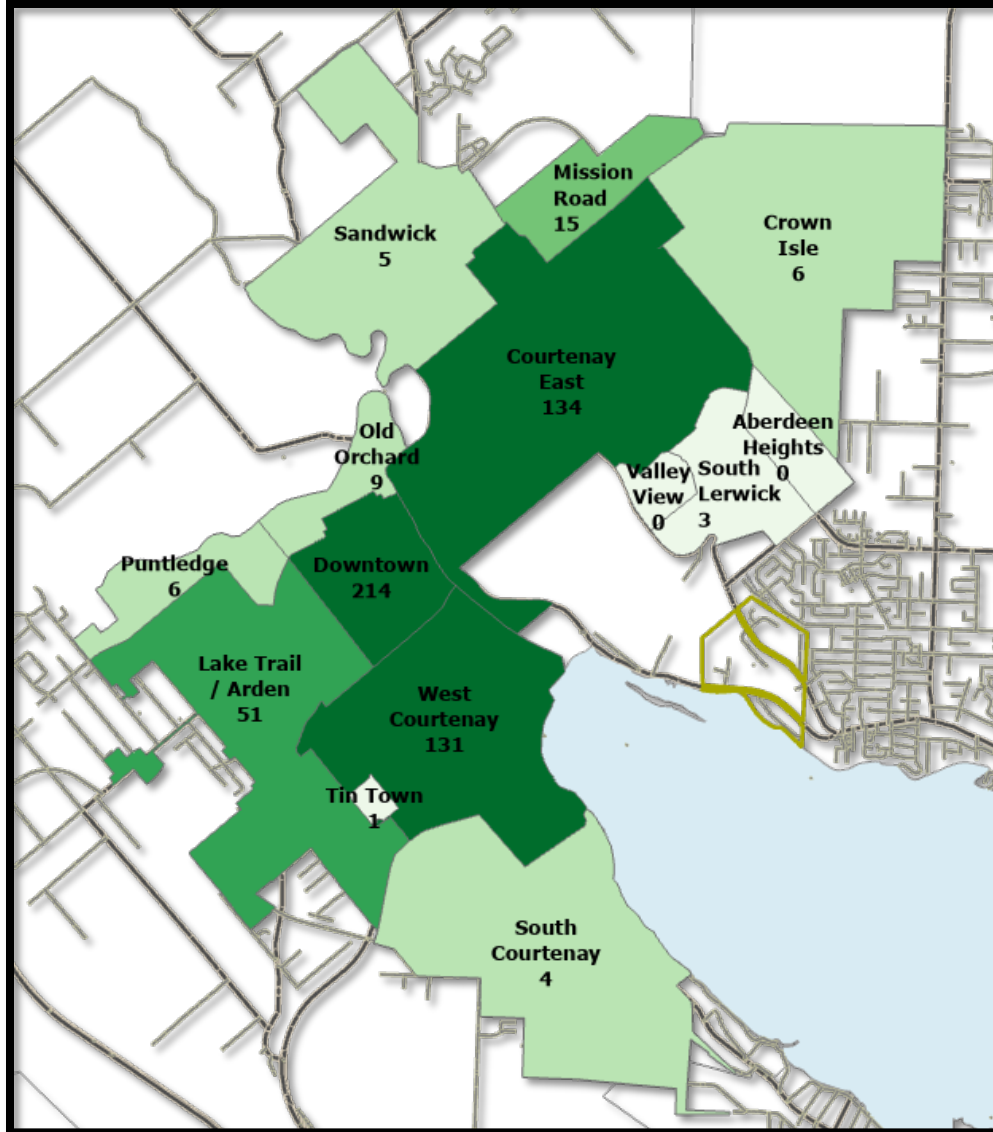 Mission
Road
15
Sandwick
5
Crown
Isle
6
Courtenay
East
134
Old
Orchard
9
Aberdeen
Heights
0
Valley
View
0
South
Lerwick
3
Puntledge
6
Downtown
214
Lake Trail
/ Arden
51
West
Courtenay
131
Tin Town
1
South
Courtenay
4